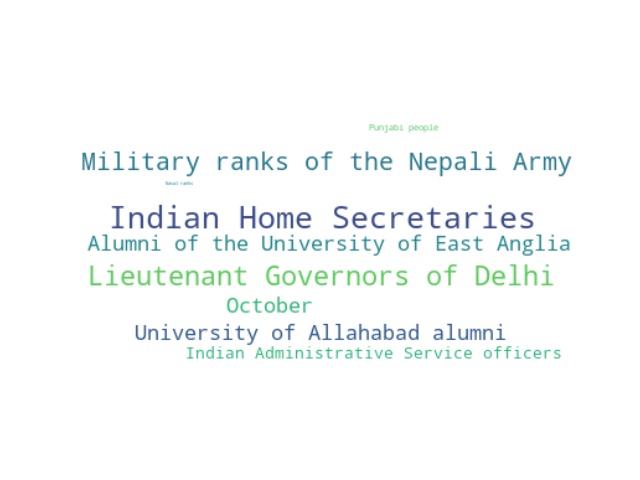 Punjabi people
Military ranks of the Nepali Army
Naval ranks
Indian Home Secretaries
Alumni of the University of East Anglia
Lieutenant Governors of Delhi
October
University of Allahabad alumni
Indian Administrative Service officers